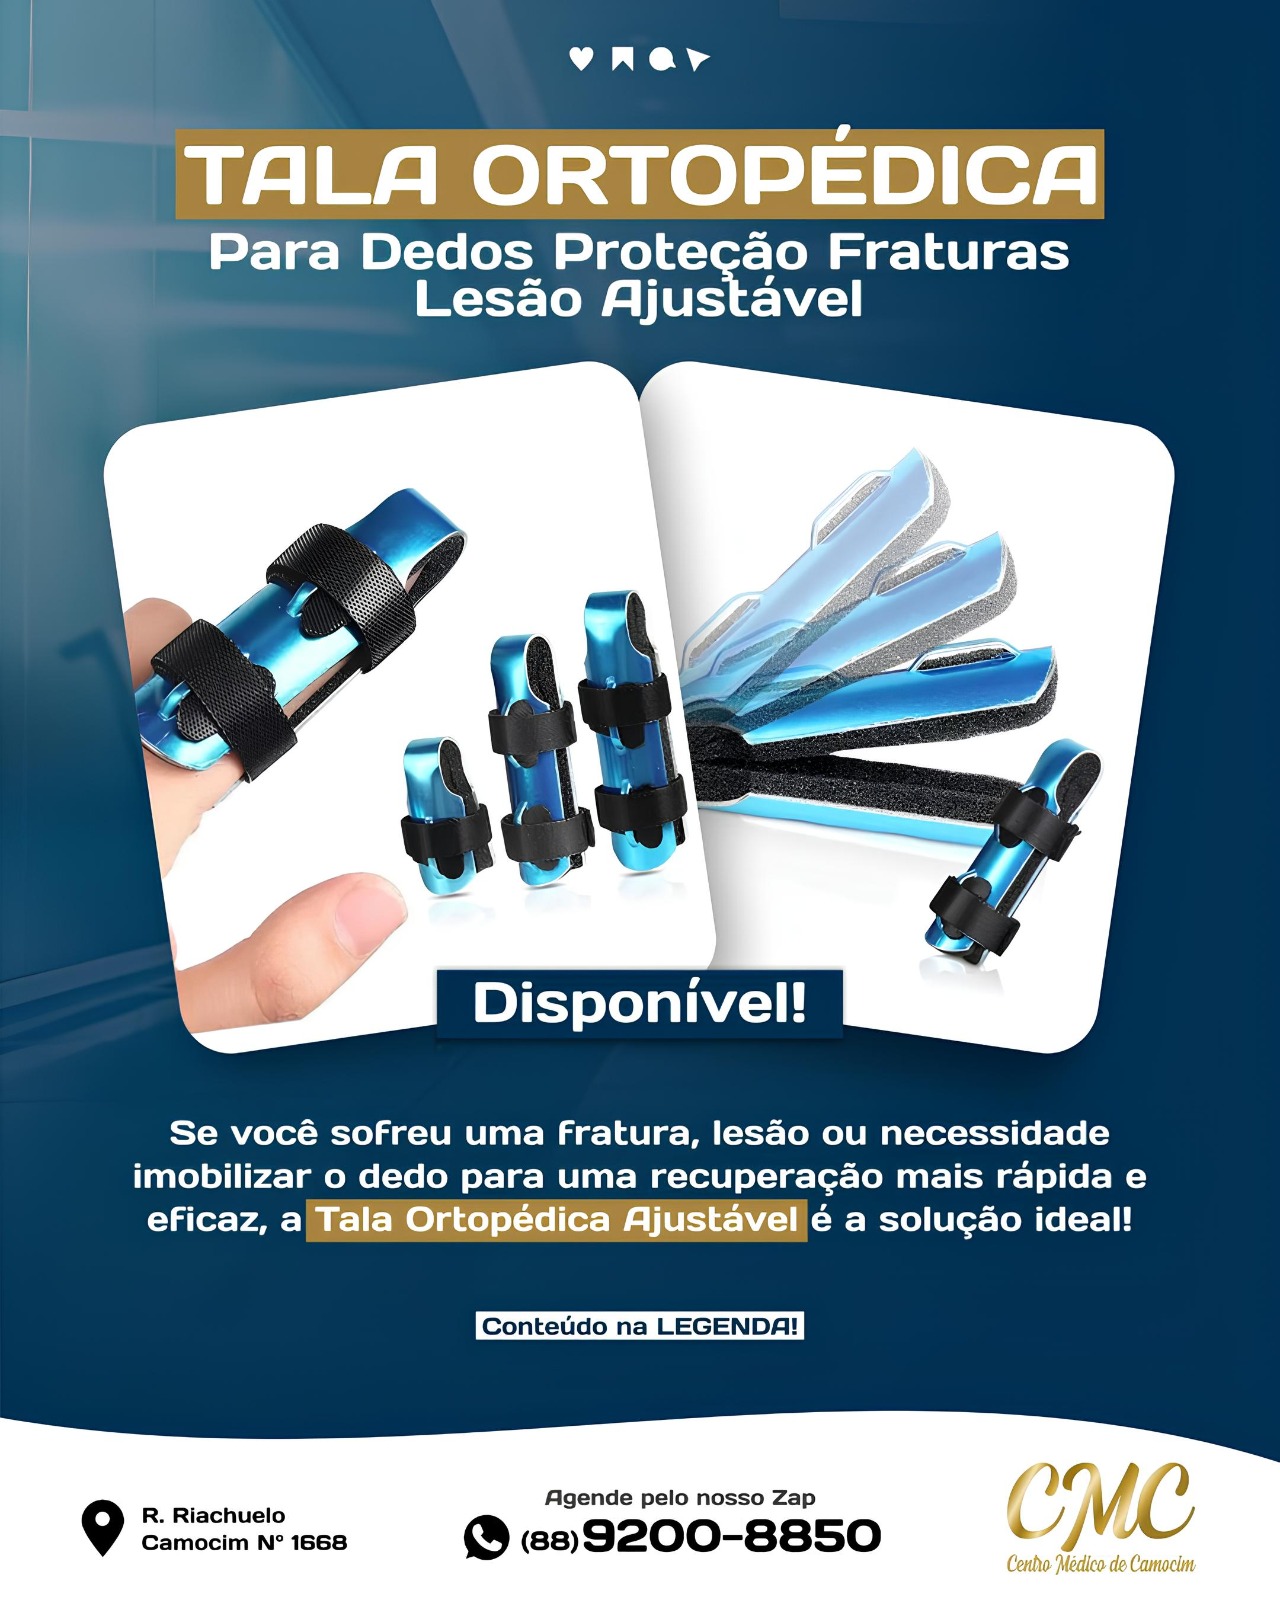 TALA ORTOPÉDICA
Para Dedos Proteção Fraturas
Lesão Ajustável
Disponível!
Se você sofreu uma fratura, lesão ou necessidade
imobilizar o dedo para uma recuperação mais rápida e
eficaz, a Tala Ortopédica Ajustável é a solução ideal!
Conteúdo na LEGENDA!
R. Riachuelo
Camocim Nº 1668
Agende pelo nosso Zap
(88) 9200-8850
CMC
Centro Médico de Camocim